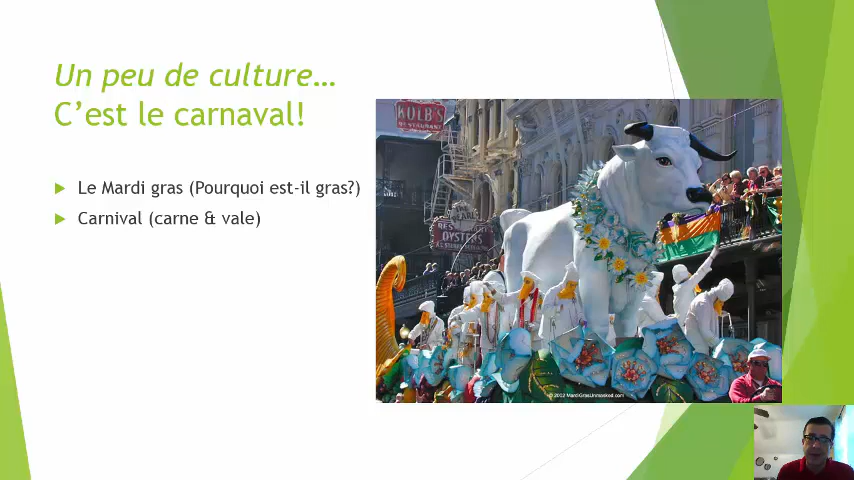 Un peu de culture…
C’est le carnaval!
Le Mardi gras (Pourquoi est-il gras?)
Carnival (carne & vale)
KOLB'S
RESTAURANT
OYSTERS
© 2012 MardiGrasUnmasked.com